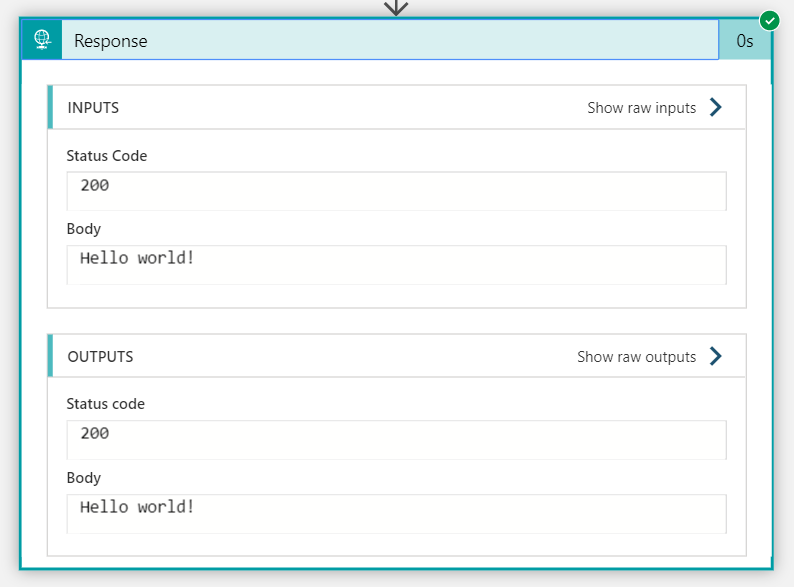 Response
0s
INPUTS
Show raw inputs
Status Code
200
Body
Hello world!
OUTPUTS
Show raw outputs
Status code
200
Body
Hello world!